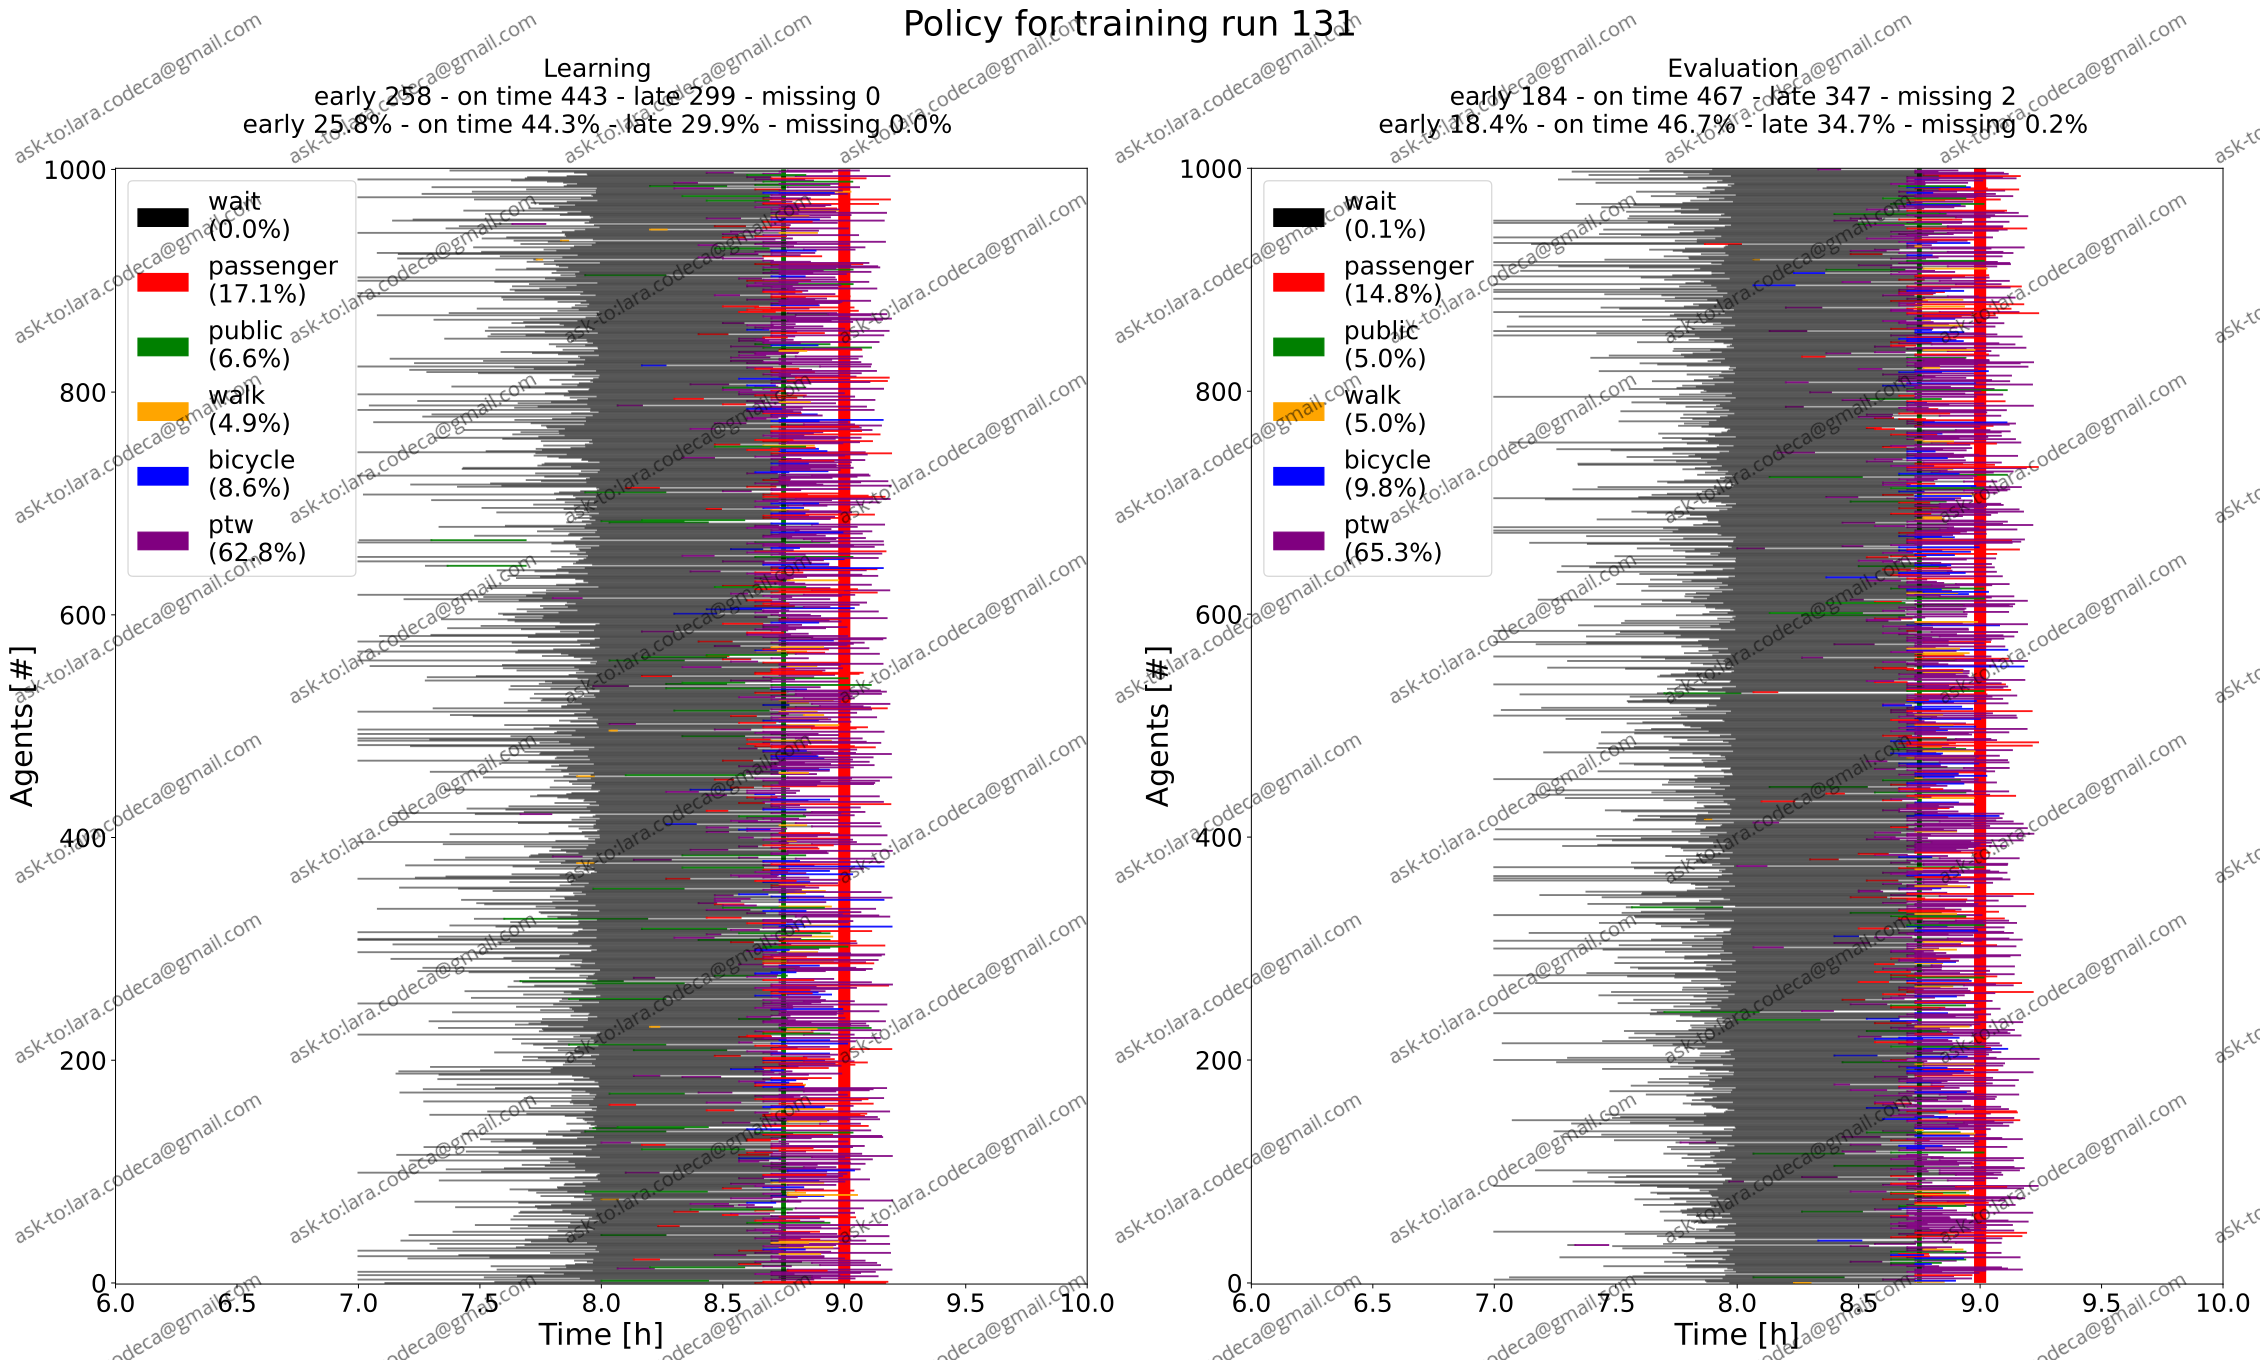 Policy for training run 131
Learning
early 258 - on time 443 - late 299 - missing 0
early 25.8% - on time 44.3% - late 29.9% - missing 0.0%
1000
800
600
400
200
0
Agents [#]
wait
(0.0%)
passenger
(17.1%)
public
(6.6%)
walk
(4.9%)
bicycle
(8.6%)
ptw
(62.8%)
6.0 6.5 7.0 7.5 8.0 8.5 9.0 9.5 10.0
Time [h]
Evaluation
early 184 - on time 467 - late 347 - missing 2
early 18.4% - on time 46.7% - late 34.7% - missing 0.2%
1000
800
600
400
200
0
Agents [#]
wait
(0.1%)
passenger
(14.8%)
public
(5.0%)
walk
(5.0%)
bicycle
(9.8%)
ptw
(65.3%)
6.0 6.5 7.0 7.5 8.0 8.5 9.0 9.5 10.0
Time [h]
ask-to:lara.codeca@gmail.com